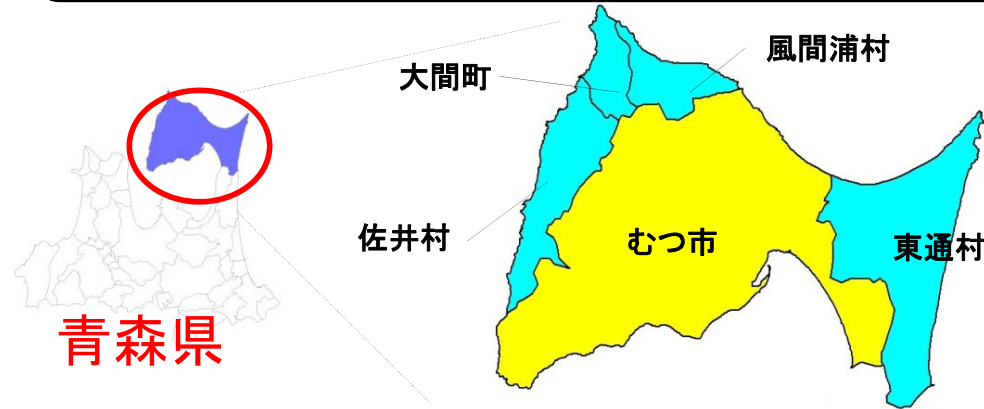 風間浦村
大間町
佐井村
むつ市
東通村
青森県